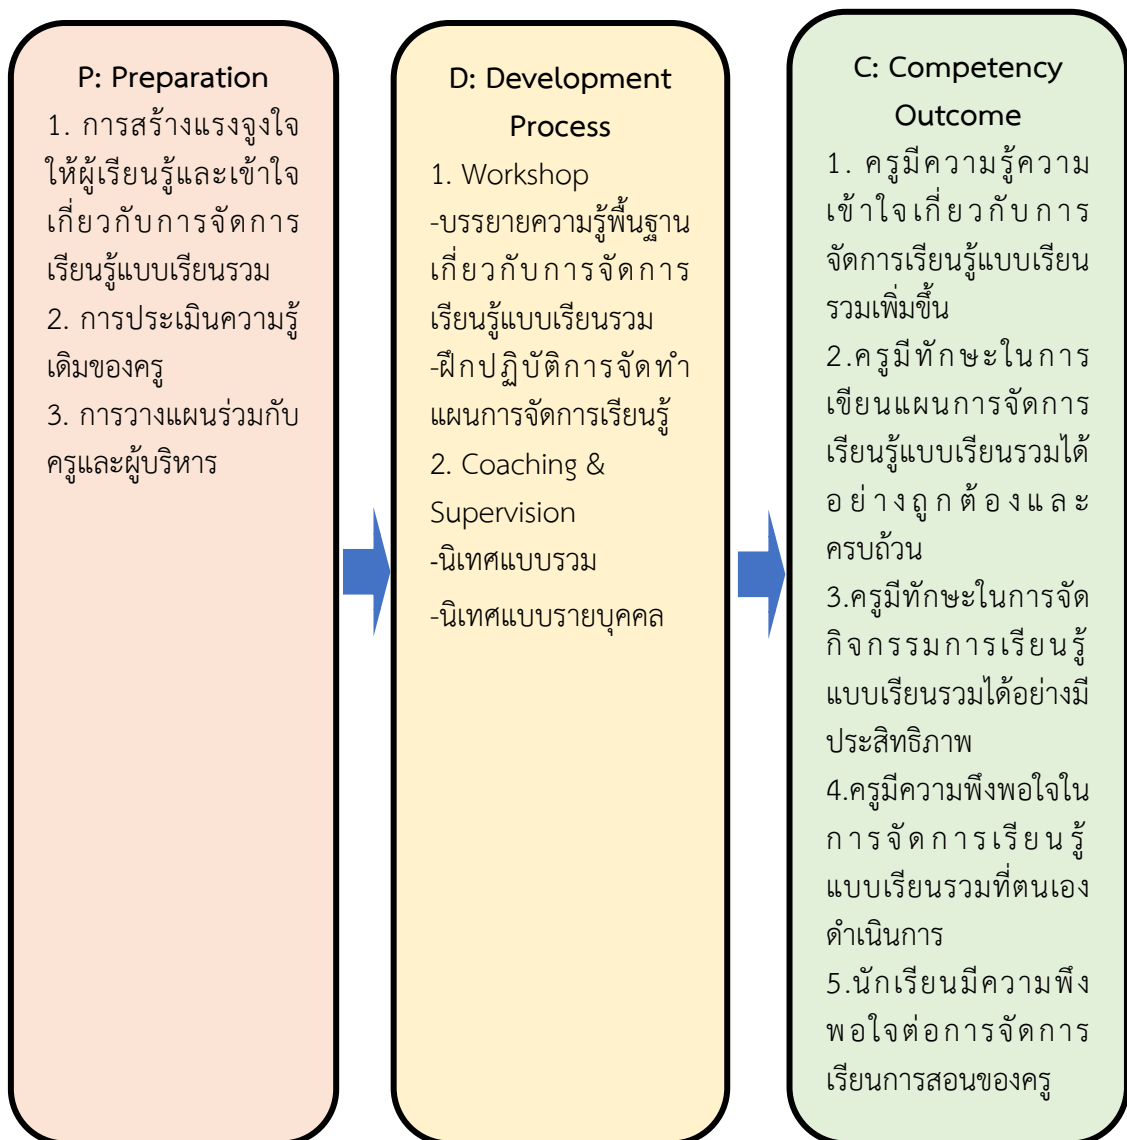 P: Preparation
1. การสร้างแรงจูงใจ
ให้ผู้เรียนรู้และเข้าใจ
เกี่ยวกับการจัดการ
เรียนรู้แบบเรียนรวม
2. การประเมินความรู้
เดิมของครู
3. การวางแผนร่วมกับ
ครูและผู้บริหาร
D: Development
Process
1. Workshop
-บรรยายความรู้พื้นฐาน
เกี่ยวกับการจัดการ
เรียนรู้แบบเรียนรวม
-ฝึกปฏิบัติการจัดทำ
แผนการจัดการเรียนรู้
2. Coaching &
Supervision
-นิเทศแบบรวม
-นิเทศแบบรายบุคคล
C: Competency
Outcome
1. ครูมีความรู้ความ
เข้าใจเกี่ยวกับการ
จัดการเรียนรู้แบบเรียน
รวมเพิ่มขึ้น
2.ครูมีทักษะในการ
เขียนแผนการจัดการ
เรียนรู้แบบเรียนรวมได้
อย่างถูกต้องและ
ครบถ้วน
3.ครูมีทักษะในการจัด
กิจกรรมการเรียนรู้
แบบเรียนรวมได้อย่างมี
ประสิทธิภาพ
4.ครูมีความพึงพอใจใน
การจัดการเรียนรู้
แบบเรียนรวมที่ตนเอง
ดำเนินการ
5.นักเรียนมีความพึง
พอใจต่อการจัดการ
เรียนการสอนของครู